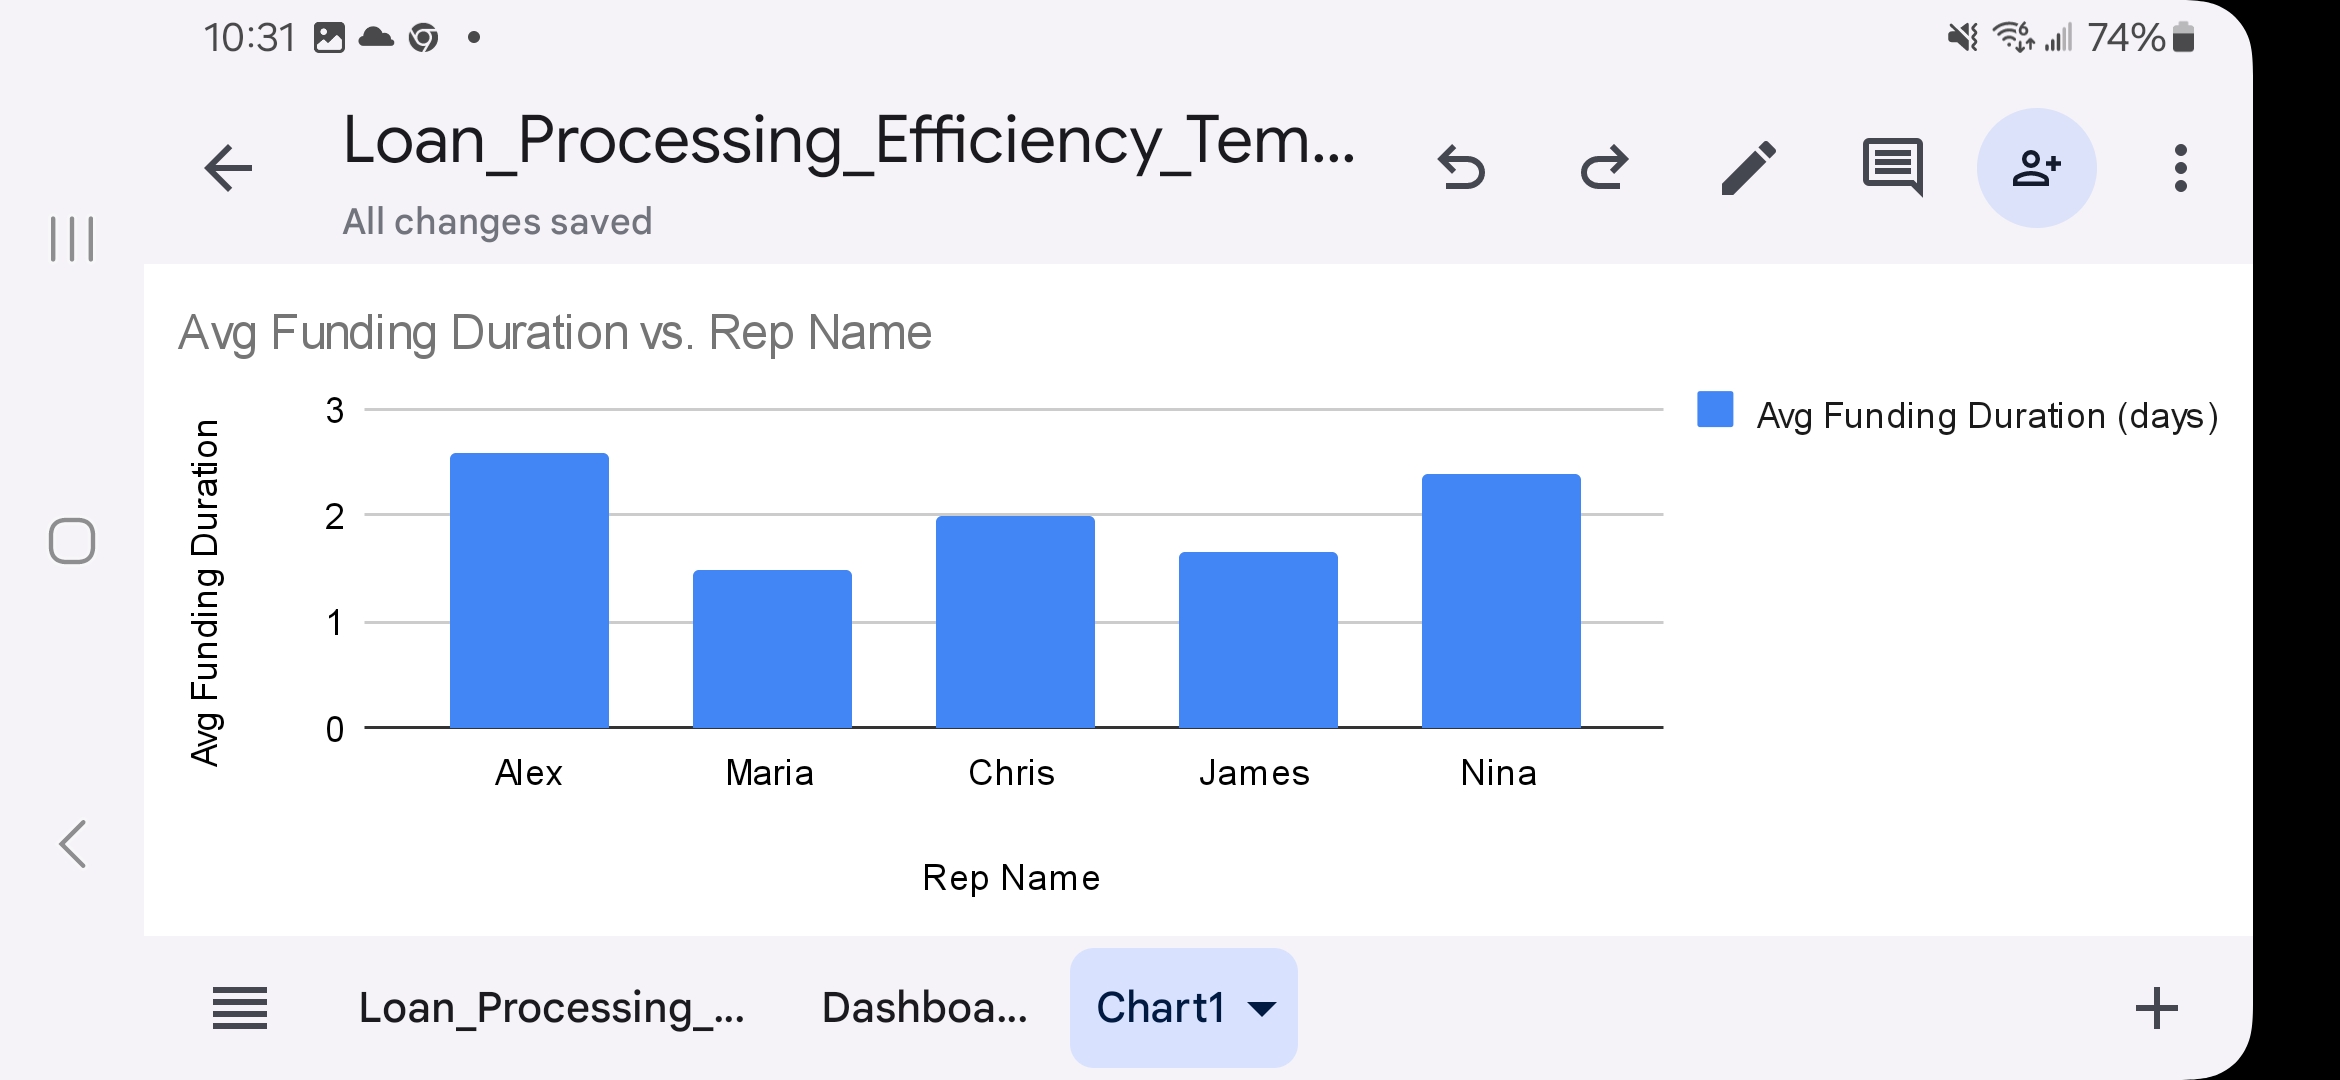 10:31
74%
Loan_Processing_Efficiency_Tem...
All changes saved
Avg Funding Duration vs. Rep Name
Avg Funding Duration
3
2
1
0
Avg Funding Duration (days)
Alex Maria Chris James Nina
Rep Name
Loan_Processing_... Dashboa... Chart1